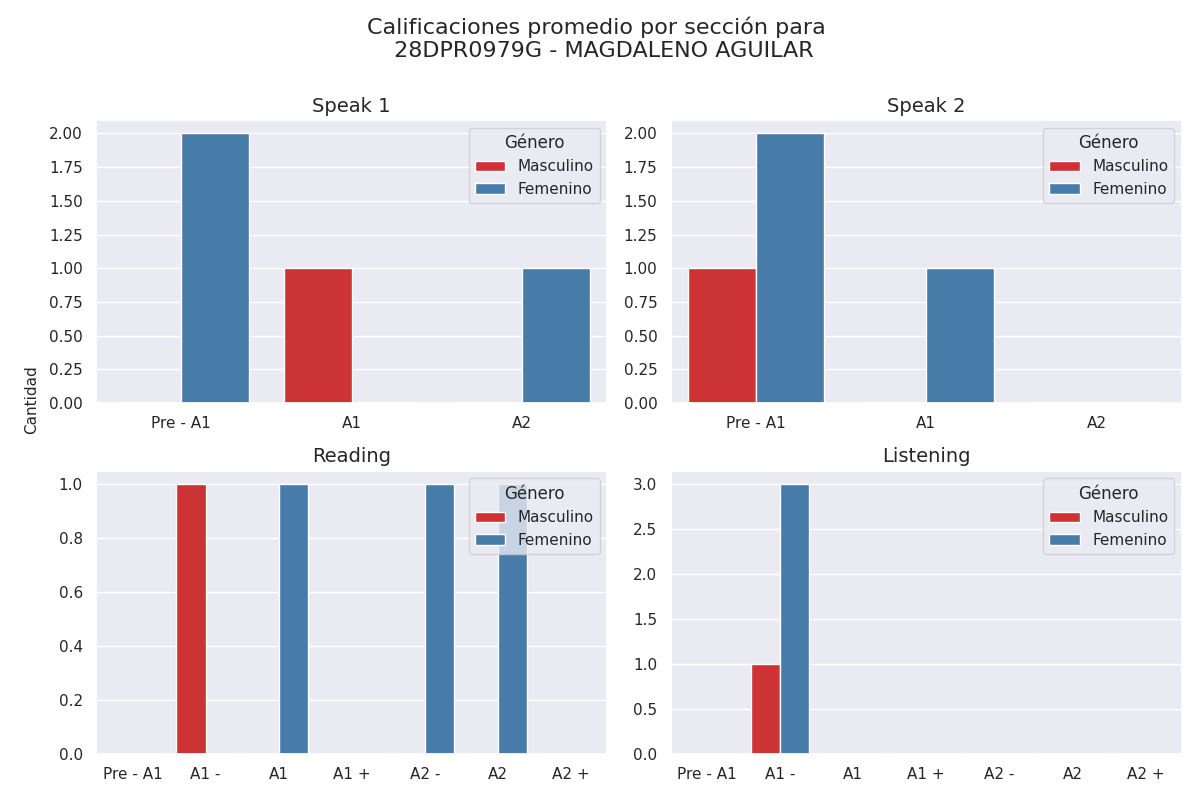 Calificaciones promedio por sección para
28DPR0979G - MAGDALENO AGUILAR
Cantidad
Speak 1
2.00
1.75
1.50
1.25
1.00
0.75
0.50
0.25
0.00
Pre - A1 A1 A2
Género
Masculino
Femenino
Speak 2
2.00
1.75
1.50
1.25
1.00
0.75
0.50
0.25
0.00
Pre - A1 A1 A2
Género
Masculino
Femenino
Reading
1.0
0.8
0.6
0.4
0.2
0.0
Pre - A1 A1 - A1 A1 + A2 - A2 A2 +
Género
Masculino
Femenino
Listening
3.0
2.5
2.0
1.5
1.0
0.5
0.0
Pre - A1 A1 - A1 A1 + A2 - A2 A2 +
Género
Masculino
Femenino